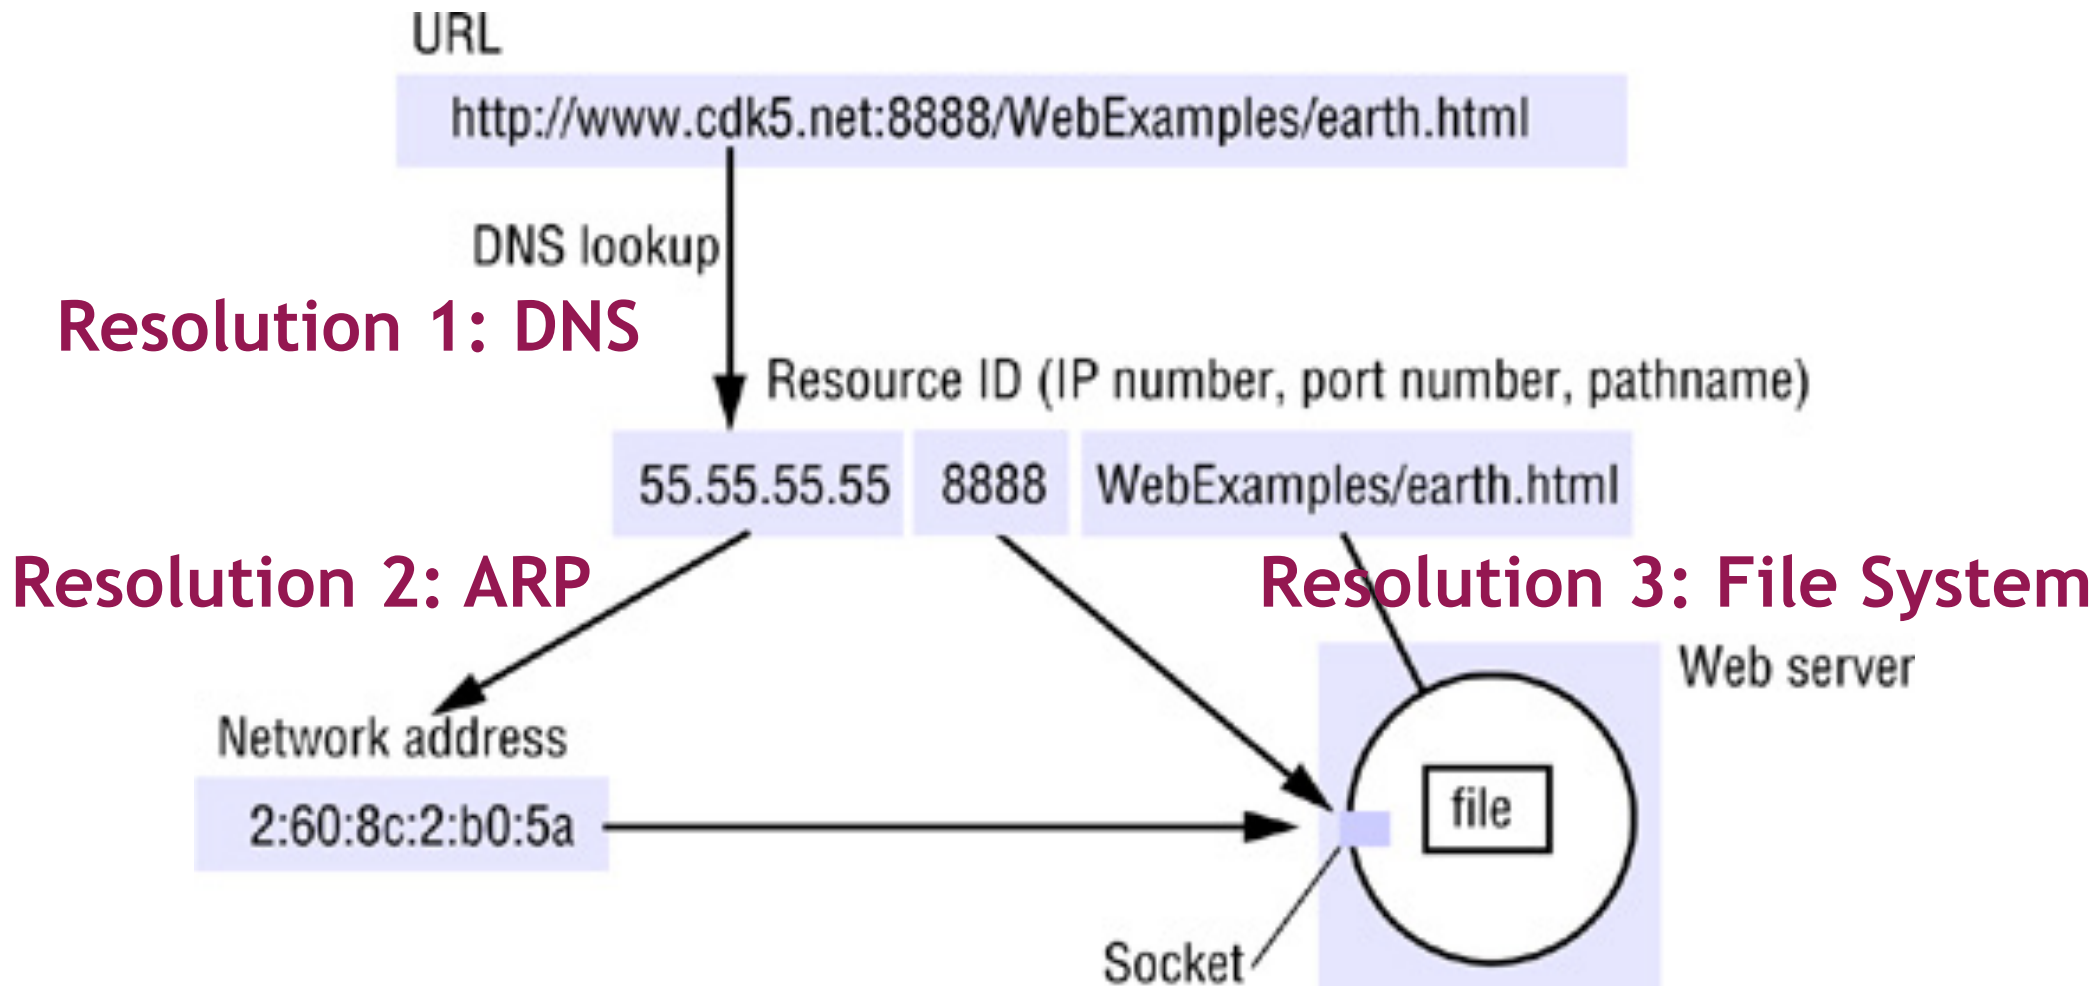 URL
http://www.cdk5.net:8888/WebExamples/earth.html
DNS lookup
Resolution 1: DNS
Resource ID (IP number, port number, pathname)
55.55.55.55 8888 WebExamples/earth.html
Resolution 2: ARP
Resolution 3: File System
Web server
Network address
file
2:60:8c:2:b0:5a
Socket